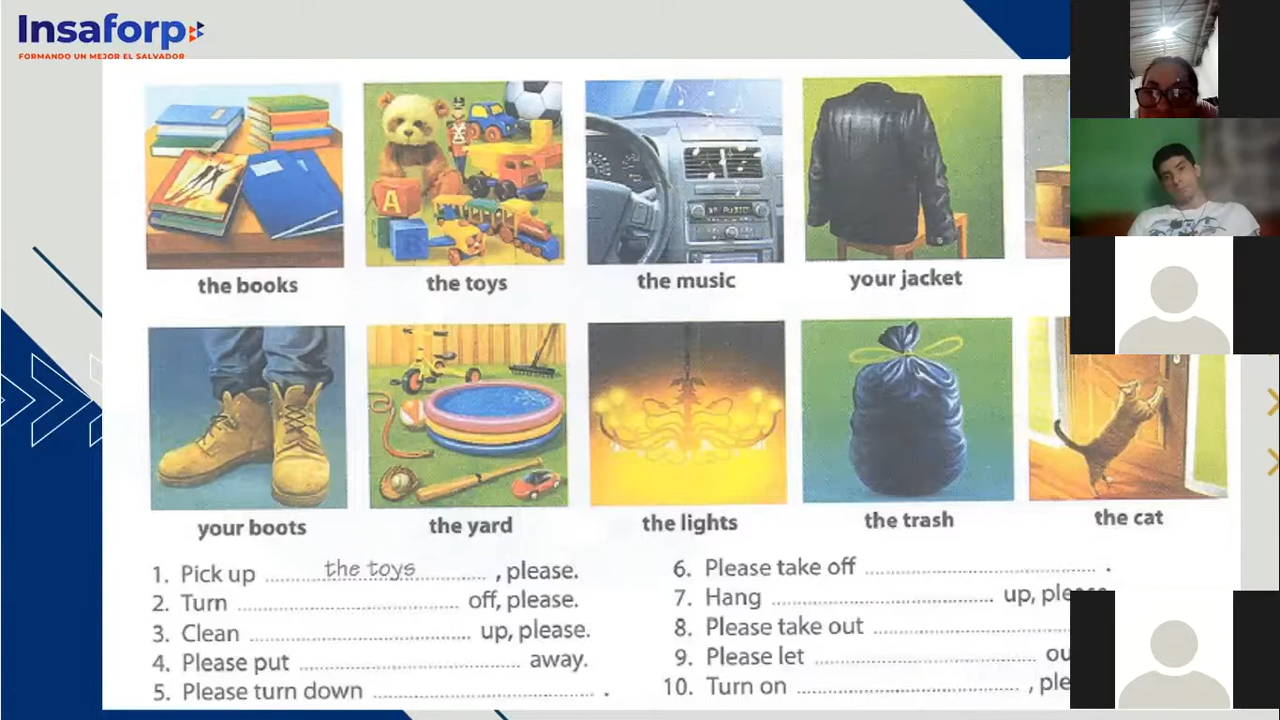 Insaforp
FORMANDO UN MEJOR EL SALVADOR
the books
the toys
the music
your jacket
your boots
the yard
the lights
the trash
the cat
1. Pick up the toys , please.
2. Turn off, please.
3. Clean up, please.
4. Please put away.
5. Please turn down .
6. Please take off .
7. Hang up,
8. Please take out
9. Please let
10. Turn on ,